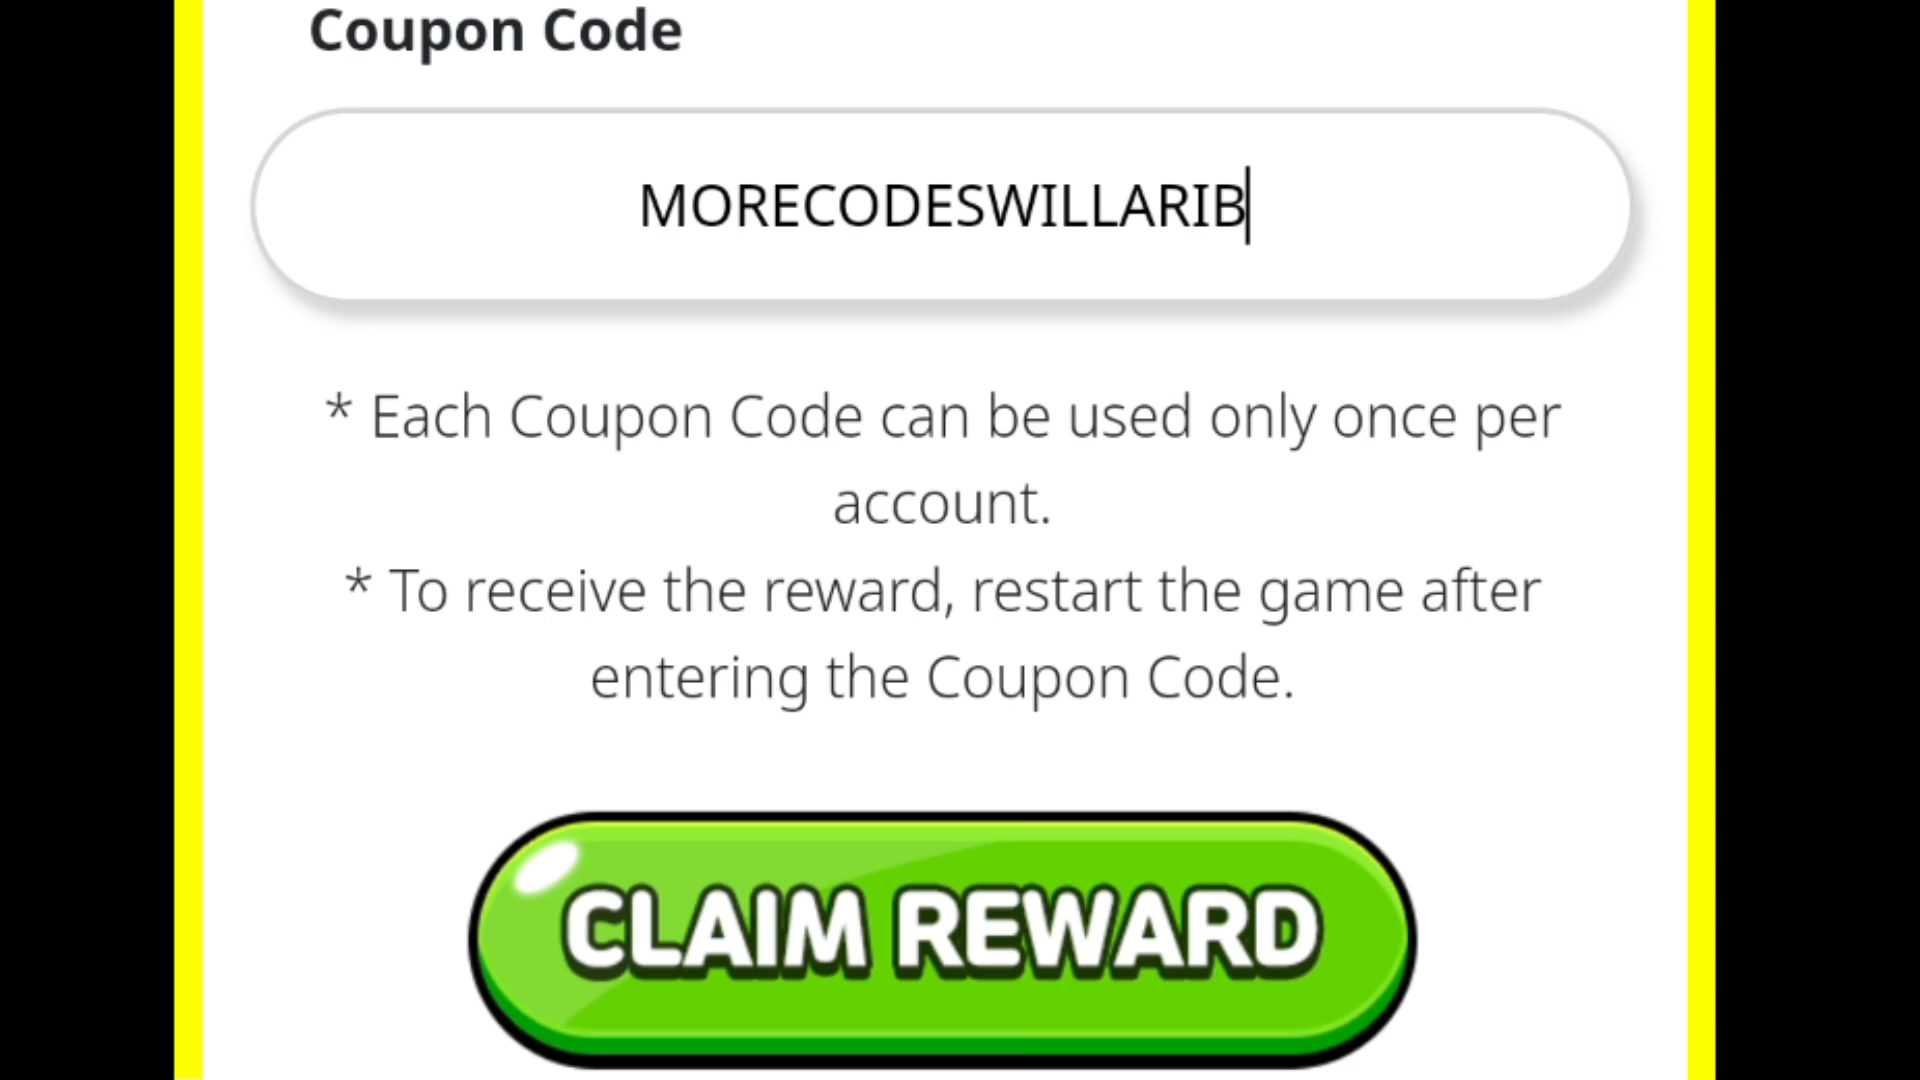 Coupon Code
MORECODESWILLARIB
* Each Coupon Code can be used only once per
account.
* To receive the reward, restart the game after
entering the Coupon Code.
CLAIM REWARD